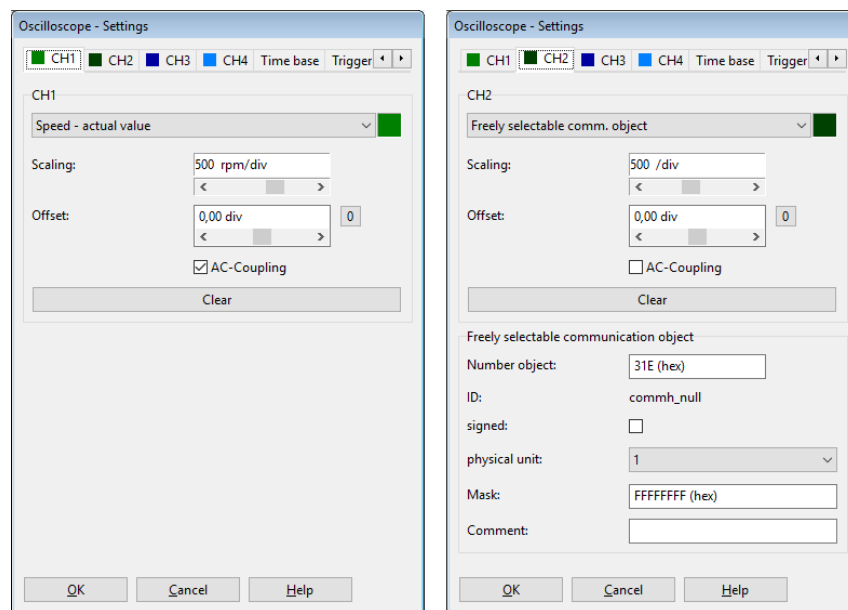 Oscilloscope - Settings
CH1 CH2 CH3 CH4 Time base Trigger
CH1
Speed - actual value
Scaling: 500 rpm/div
Offset: 0,00 div 0
AC-Coupling
Clear
OK Cancel Help
Oscilloscope - Settings
CH1 CH2 CH3 CH4 Time base Trigger
CH2
Freely selectable comm. object
Scaling: 500 /div
Offset: 0,00 div 0
AC-Coupling
Clear
Freely selectable communication object
Number object: 31E (hex)
ID: commh_null
signed:
physical unit: 1
Mask: FFFFFFFF (hex)
Comment:
OK Cancel Help